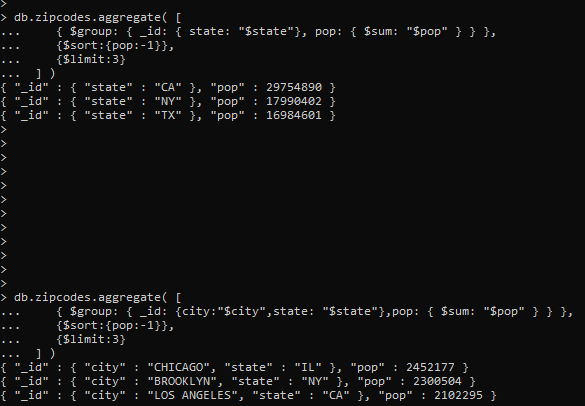 >
> db.zipcodes.aggregate( [
...     { $group: { _id: { state: "$state"}, pop: { $sum: "$pop" } } },
...     {$sort:{pop:-1}},
...     {$limit:3}
...  ] )
{ "_id" : { "state" : "CA" }, "pop" : 29754890 }
{ "_id" : { "state" : "NY" }, "pop" : 17990402 }
{ "_id" : { "state" : "TX" }, "pop" : 16984601 }
>
>
>
>
>
>
>
>
>
>
>
>
> db.zipcodes.aggregate( [
...     { $group: { _id: {city:"$city",state: "$state"},pop: { $sum: "$pop" } } },
...     {$sort:{pop:-1}},
...     {$limit:3}
...  ] )
{ "_id" : { "city" : "CHICAGO", "state" : "IL" }, "pop" : 2452177 }
{ "_id" : { "city" : "BROOKLYN", "state" : "NY" }, "pop" : 2300504 }
{ "_id" : { "city" : "LOS ANGELES", "state" : "CA" }, "pop" : 2102295 }